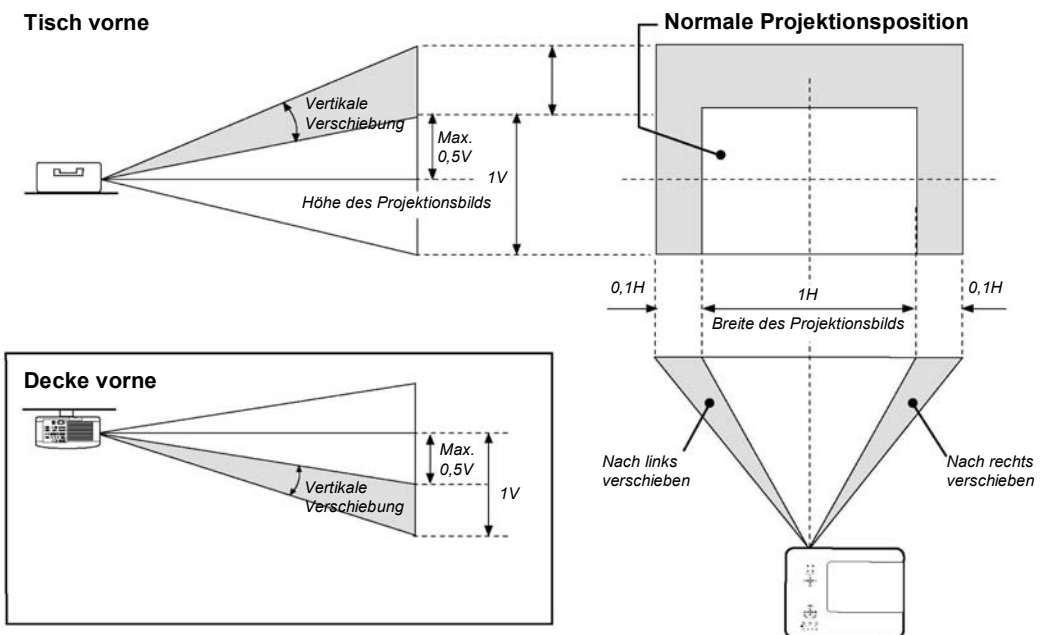 Tisch vorne
Normale Projektionsposition
Vertikale
Verschiebung
Max.
0,5V
1V
Höhe des Projektionsbilds
0,1H
1H
0,1H
Breite des Projektionsbilds
Decke vorne
Max.
0,5V
Vertikale
Verschiebung
1V
Nach links
verschieben
Nach rechts
verschieben